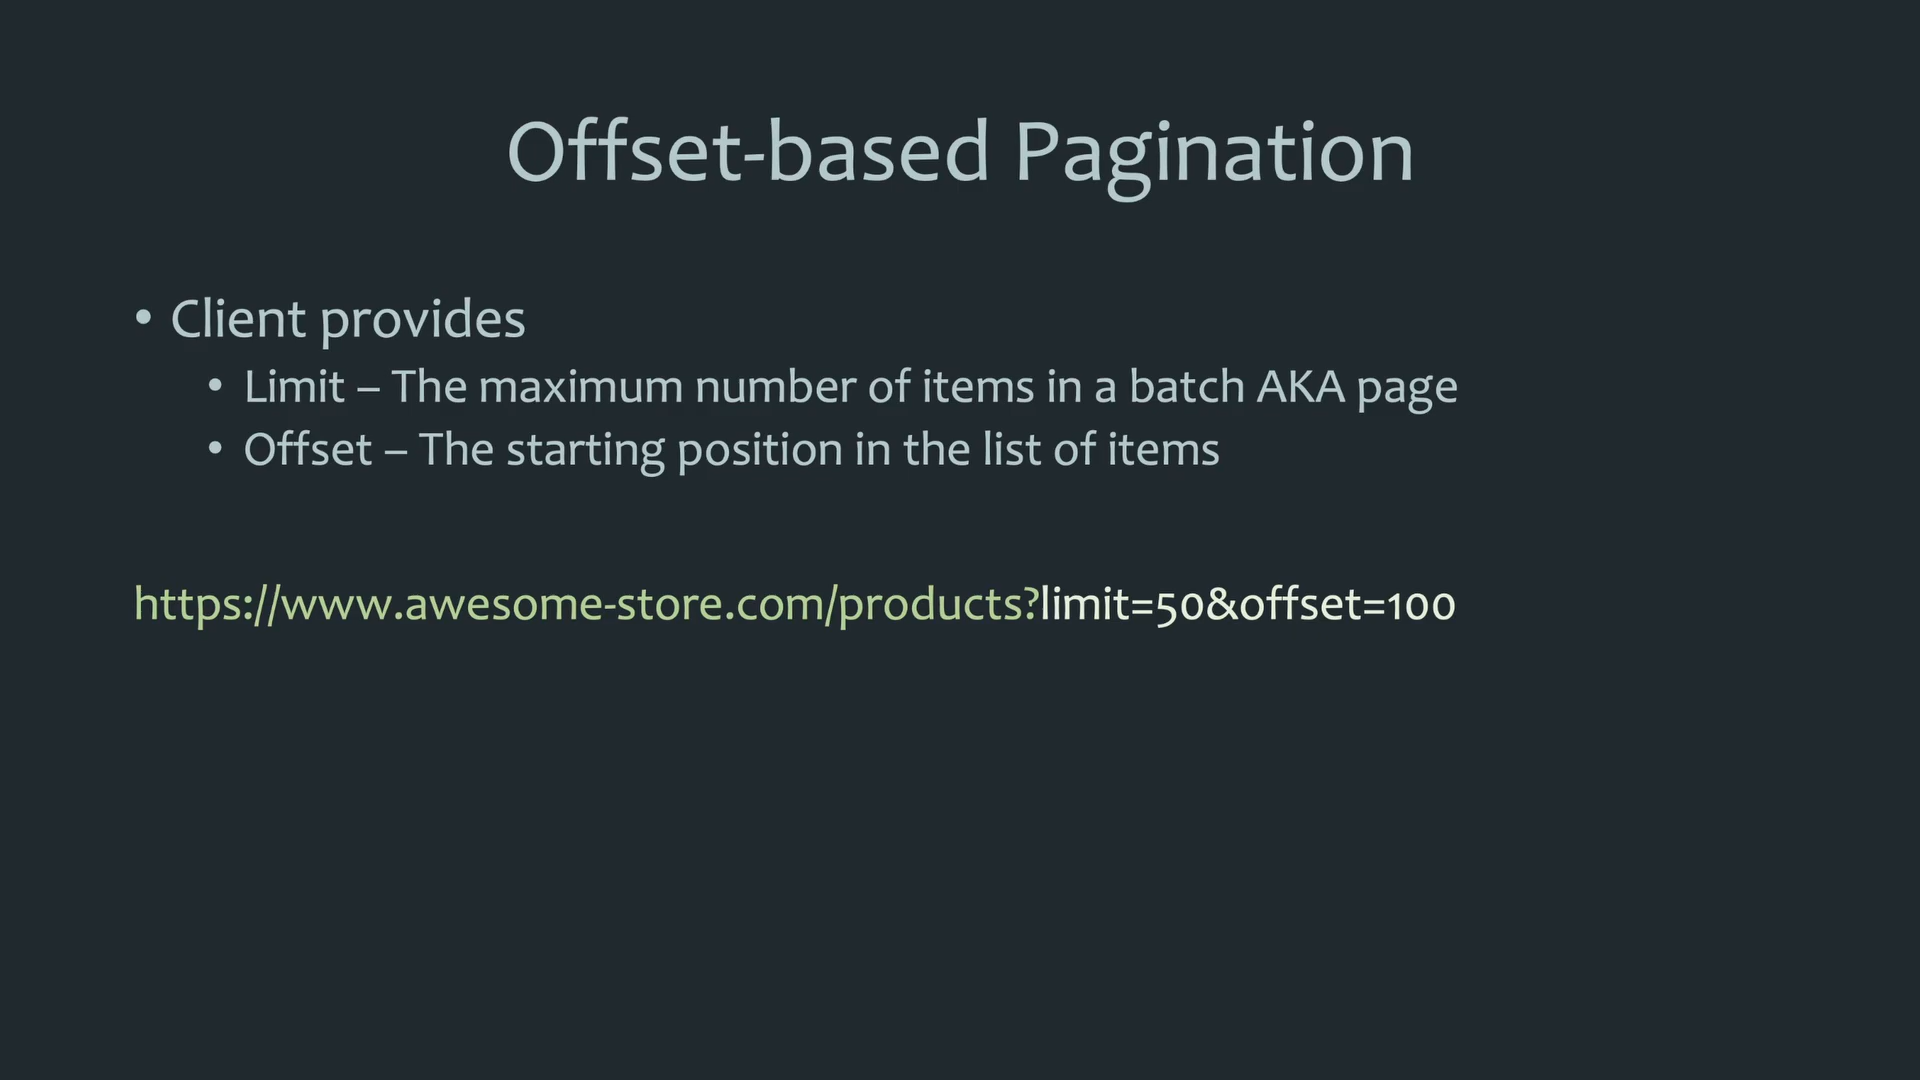 Offset-based Pagination
• Client provides
• Limit – The maximum number of items in a batch AKA page
• Offset – The starting position in the list of items
https://www.awesome-store.com/products?limit=50&offset=100